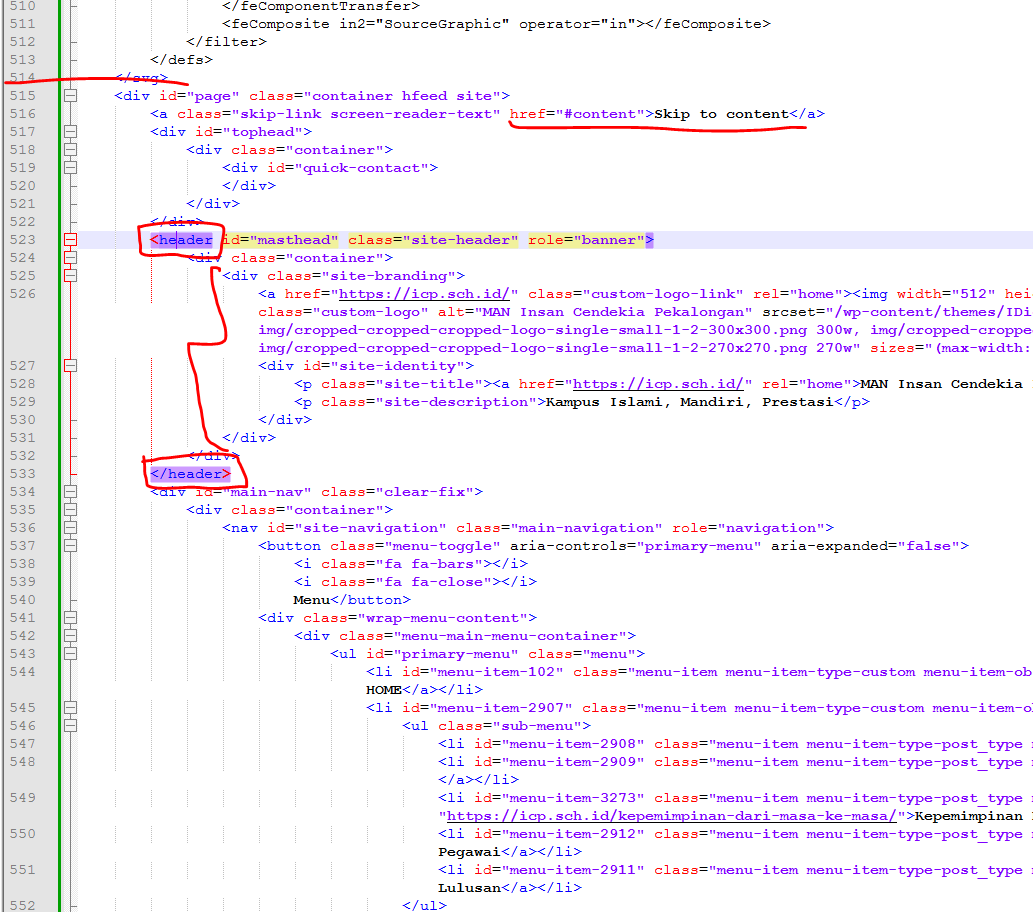 510 </feComponentTransfer>
511 <feComposite in2="SourceGraphic" operator="in"></feComposite>
512 </filter>
513 </defs>
514 </svg>
515 <div id="page" class="container hfeed site">
516 <a class="skip-link screen-reader-text" href="#content">Skip to content</a>
517 <div id="tophead">
518 <div class="container">
519 <div id="quick-contact">
520 </div>
521 </div>
522 </div>
523 <header id="masthead" class="site-header" role="banner">
524 <div class="container">
525 <div class="site-branding">
526 <a href="https://icp.sch.id/" class="custom-logo-link" rel="home"><img width="512" hei
class="custom-logo" alt="MAN Insan Cendekia Pekalongan" srcset="/wp-content/themes/IDi
img/cropped-cropped-cropped-logo-single-small-1-2-300x300.png 300w, img/cropped-croppe
img/cropped-cropped-cropped-logo-single-small-1-2-270x270.png 270w" sizes="(max-width:
527 <div id="site-identity">
528 <p class="site-title"><a href="https://icp.sch.id/" rel="home">MAN Insan Cendekia
529 <p class="site-description">Kampus Islami, Mandiri, Prestasi</p>
530 </div>
531 </div>
532 </div>
533 </header>
534 <div id="main-nav" class="clear-fix">
535 <div class="container">
536 <nav id="site-navigation" class="main-navigation" role="navigation">
537 <button class="menu-toggle" aria-controls="primary-menu" aria-expanded="false">
538 <i class="fa fa-bars"></i>
539 <i class="fa fa-close"></i>
540 Menu</button>
541 <div class="wrap-menu-content">
542 <div class="menu-main-menu-container">
543 <ul id="primary-menu" class="menu">
544 <li id="menu-item-102" class="menu-item menu-item-type-custom menu-item-ob
HOME</a></li>
545 <li id="menu-item-2907" class="menu-item menu-item-type-custom menu-item-o
546 <ul class="sub-menu">
547 <li id="menu-item-2908" class="menu-item menu-item-type-post_type
548 <li id="menu-item-2909" class="menu-item menu-item-type-post_type
</a></li>
549 <li id="menu-item-3273" class="menu-item menu-item-type-post_type
"https://icp.sch.id/kepemimpinan-dari-masa-ke-masa/">Kepemimpinan
550 <li id="menu-item-2912" class="menu-item menu-item-type-post_type
Pegawai</a></li>
551 <li id="menu-item-2911" class="menu-item menu-item-type-post_type
Lulusan</a></li>
552 </ul>